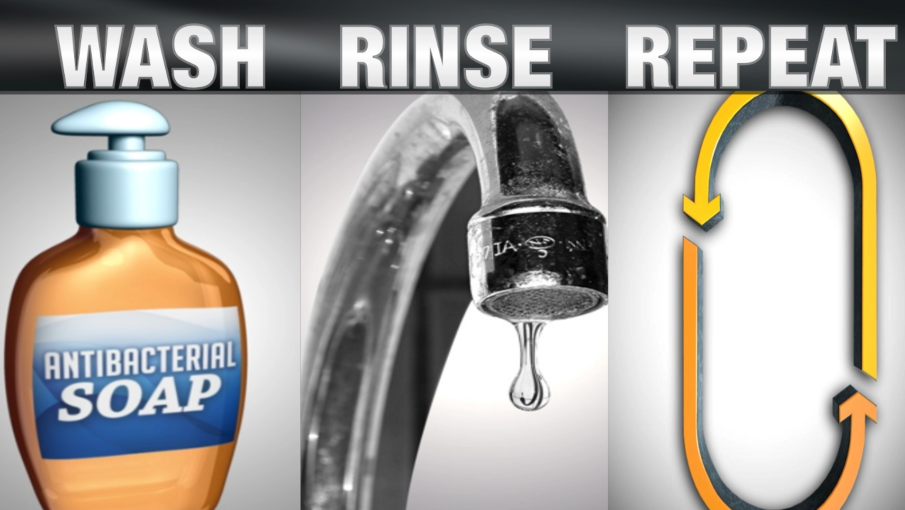 WASH RINSE REPEAT
ANTIBACTERIAL
SOAP